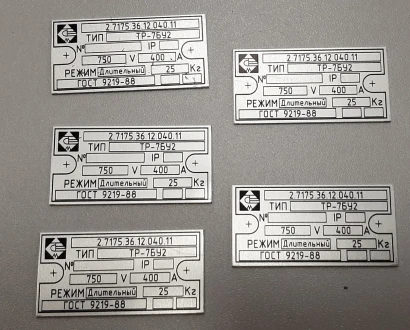 2.7175.36.12.040.11
ТИП ТР-7БУ2
№ IP
750 V 400 A
РЕЖИМ Длительный 25 Кг
ГОСТ 9219-88
2.7175.36.12.040.11
ТИП ТР-7БУ2
№ IP
750 V 400 A
РЕЖИМ Длительный 25 Кг
ГОСТ 9219-88
2.7175.36.12.040.11
ТИП ТР-7БУ2
№ IP
750 V 400 A
РЕЖИМ Длительный 25 Кг
ГОСТ 9219-88
2.7175.36.12.040.11
ТИП ТР-7БУ2
№ IP
750 V 400 A
РЕЖИМ Длительный 25 Кг
ГОСТ 9219-88
2.7175.36.12.040.11
ТИП ТР-7БУ2
№ IP
750 V 400 A
РЕЖИМ Длительный 25 Кг
ГОСТ 9219-88